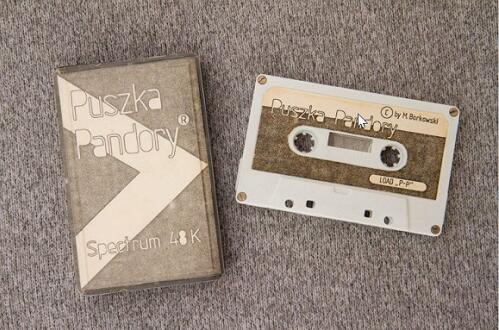 Puszka
Pandory®
Spectrum 48K
© by M. Borkowski
Puszka Pandory
LOAD „P-P"